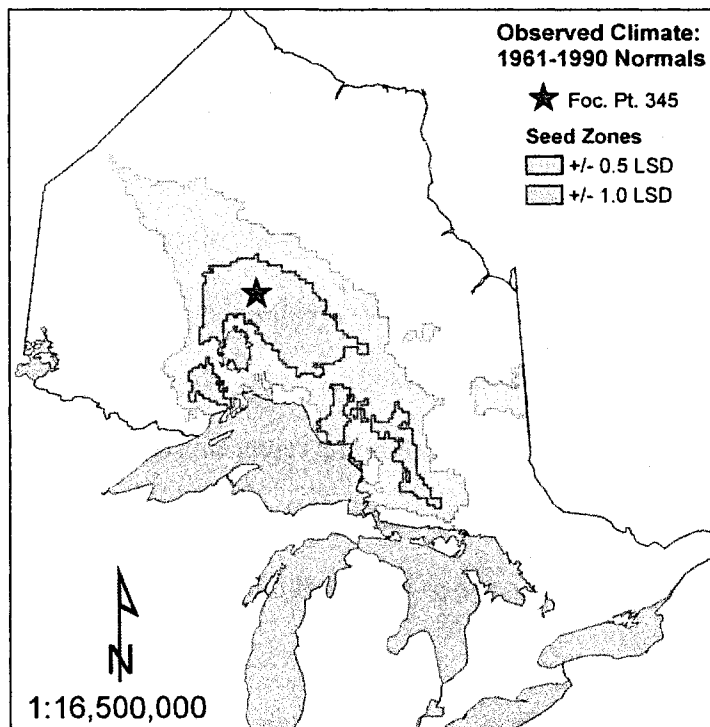 Observed Climate:
1961-1990 Normals
Foc. Pt. 345
Seed Zones
+/- 0.5 LSD
+/- 1.0 LSD
N
1:16,500,000